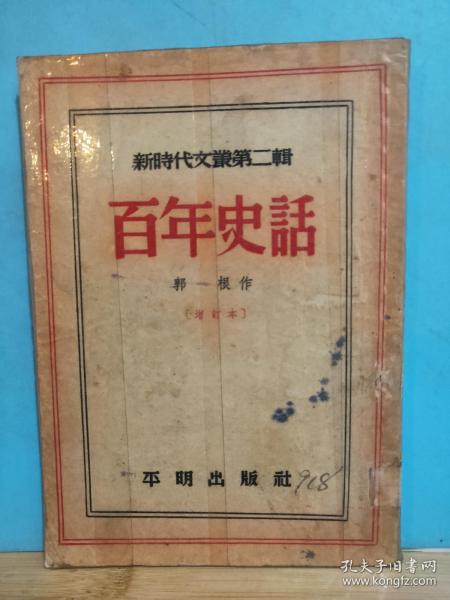 新時代文叢第二輯
百年史話
郭根作
〔增訂本〕
平明出版社
918
孔夫子旧书网
www.kongfz.com